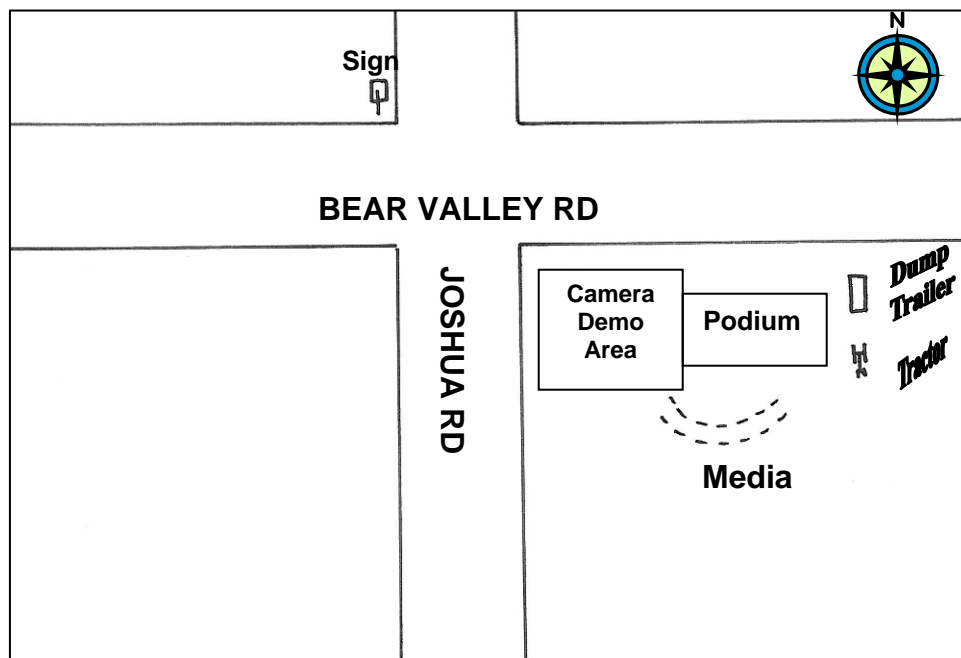 N
Sign
BEAR VALLEY RD
JOSHUA RD
Camera
Demo
Area
Podium
Dump
Trailer
Tractor
Media